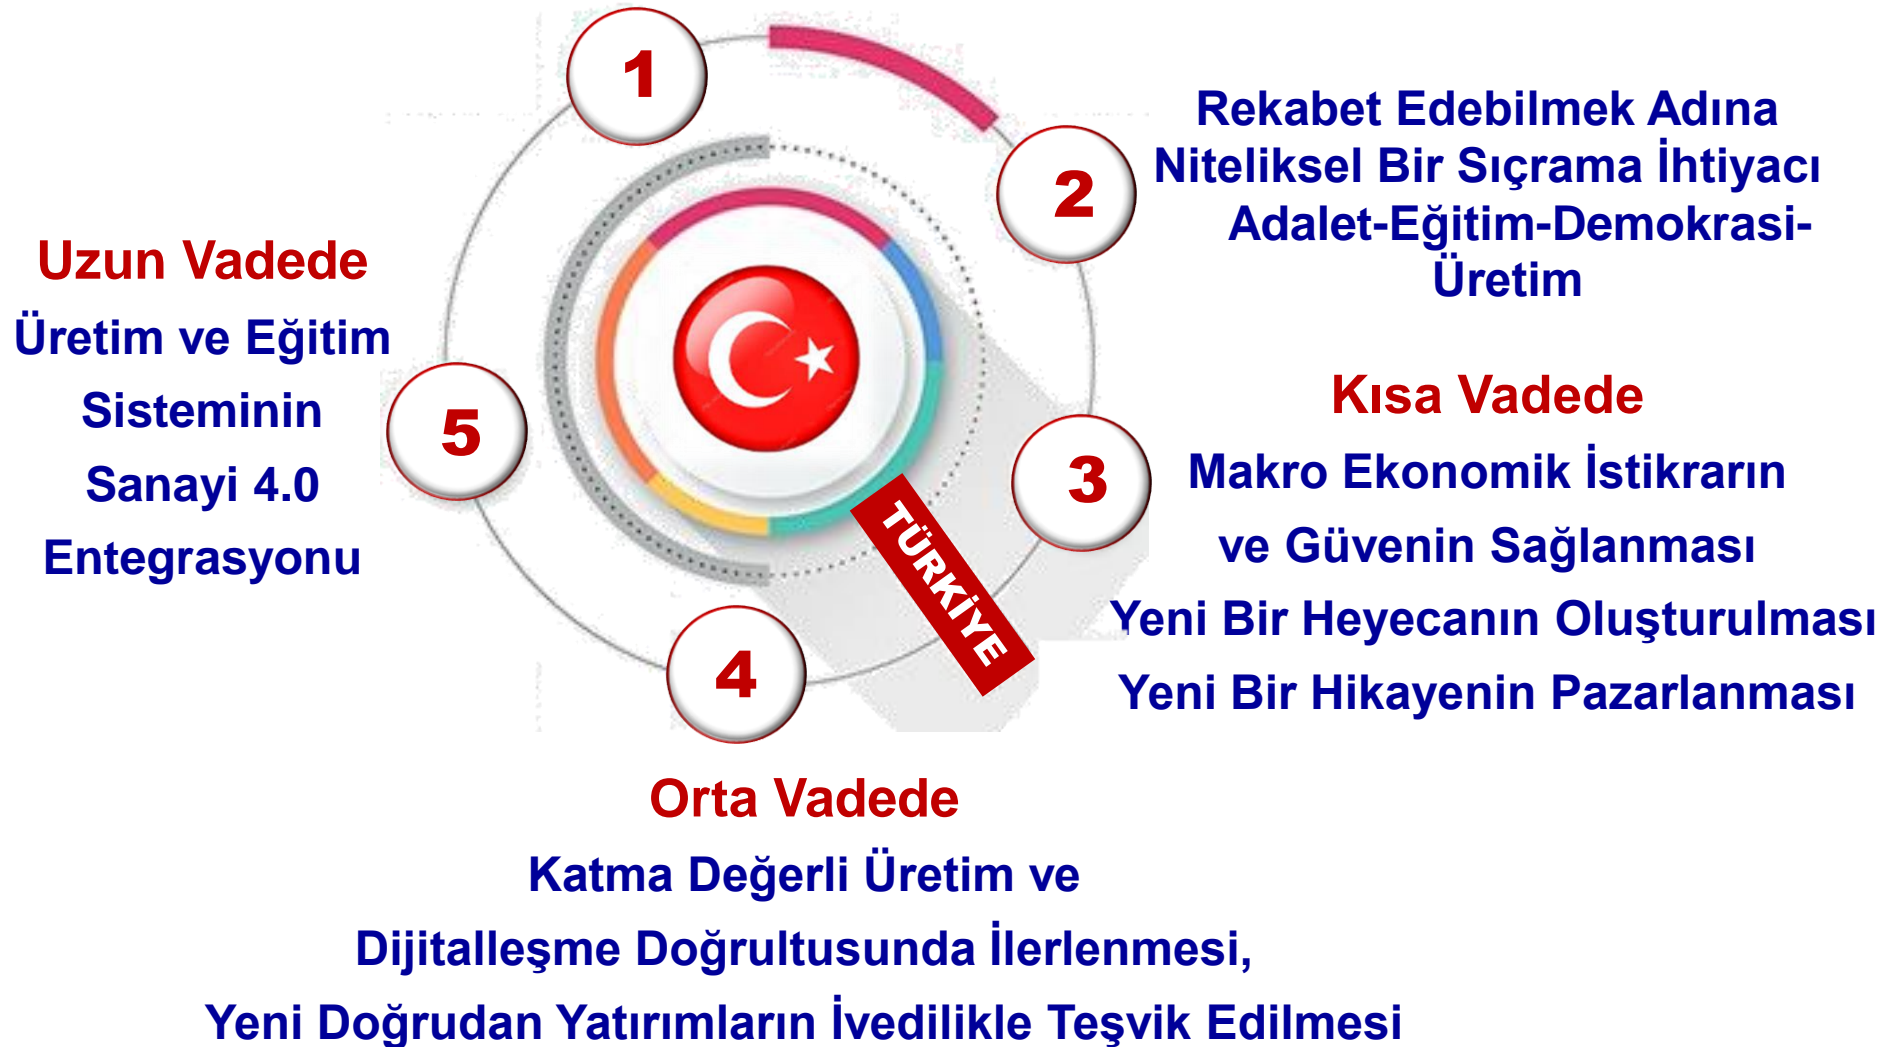 1
2
Rekabet Edebilmek Adına
Niteliksel Bir Sıçrama İhtiyacı
Adalet-Eğitim-Demokrasi-
Üretim
3
Kısa Vadede
Makro Ekonomik İstikrarın
ve Güvenin Sağlanması
Yeni Bir Heyecanın Oluşturulması
Yeni Bir Hikayenin Pazarlanması
TÜRKİYE
4
Orta Vadede
Katma Değerli Üretim ve
Dijitalleşme Doğrultusunda İlerlenmesi,
Yeni Doğrudan Yatırımların İvedilikle Teşvik Edilmesi
5
Uzun Vadede
Üretim ve Eğitim
Sisteminin
Sanayi 4.0
Entegrasyonu